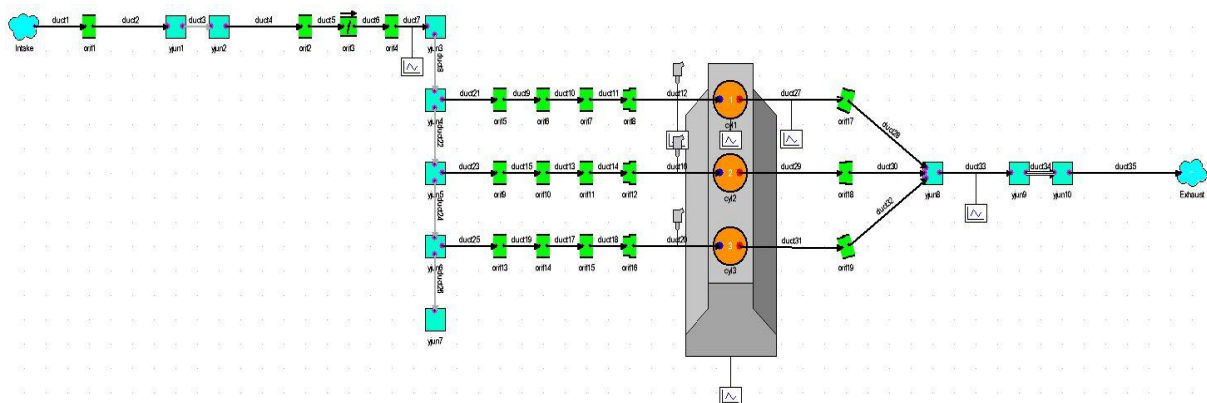 duct1 duct2 duct3 duct4 duct5 duct6 duct7
Intake orif1 yjun1 yjun2 orif2 orif3 orif4 yjun3
duct8
duct21 duct9 duct10 duct11 duct12 1 duct27
yjun4 orif5 orif6 orif7 orif8 cyl1 orif17
duct22 duct28
duct23 duct15 duct13 duct14 duct16 2 duct29 duct30 duct33 duct34 duct35
yjun5 orif9 orif10 orif11 orif12 cyl2 orif18 yjun8 yjun9 yjun10 Exhaust
duct24 duct32
duct25 duct19 duct17 duct18 duct20 3 duct31
yjun6 orif13 orif14 orif15 orif16 cyl3 orif19
duct26
yjun7